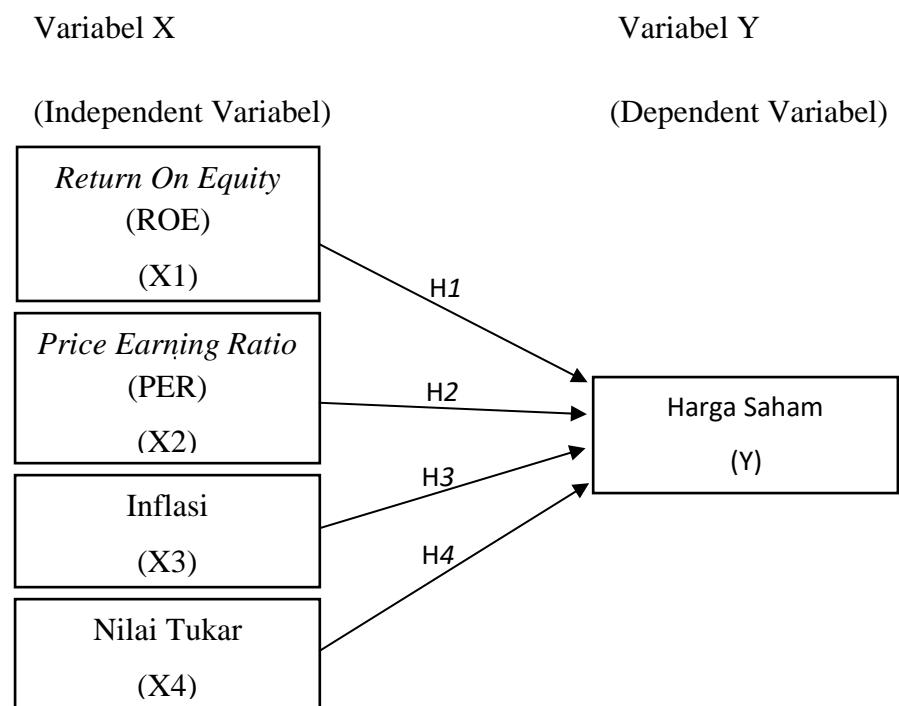 Variabel X
Variabel Y
(Independent Variabel)
(Dependent Variabel)
Return On Equity
(ROE)
(X1)
Price Earning Ratio
(PER)
(X2)
Inflasi
(X3)
Nilai Tukar
(X4)
H1
H2
H3
H4
Harga Saham
(Y)